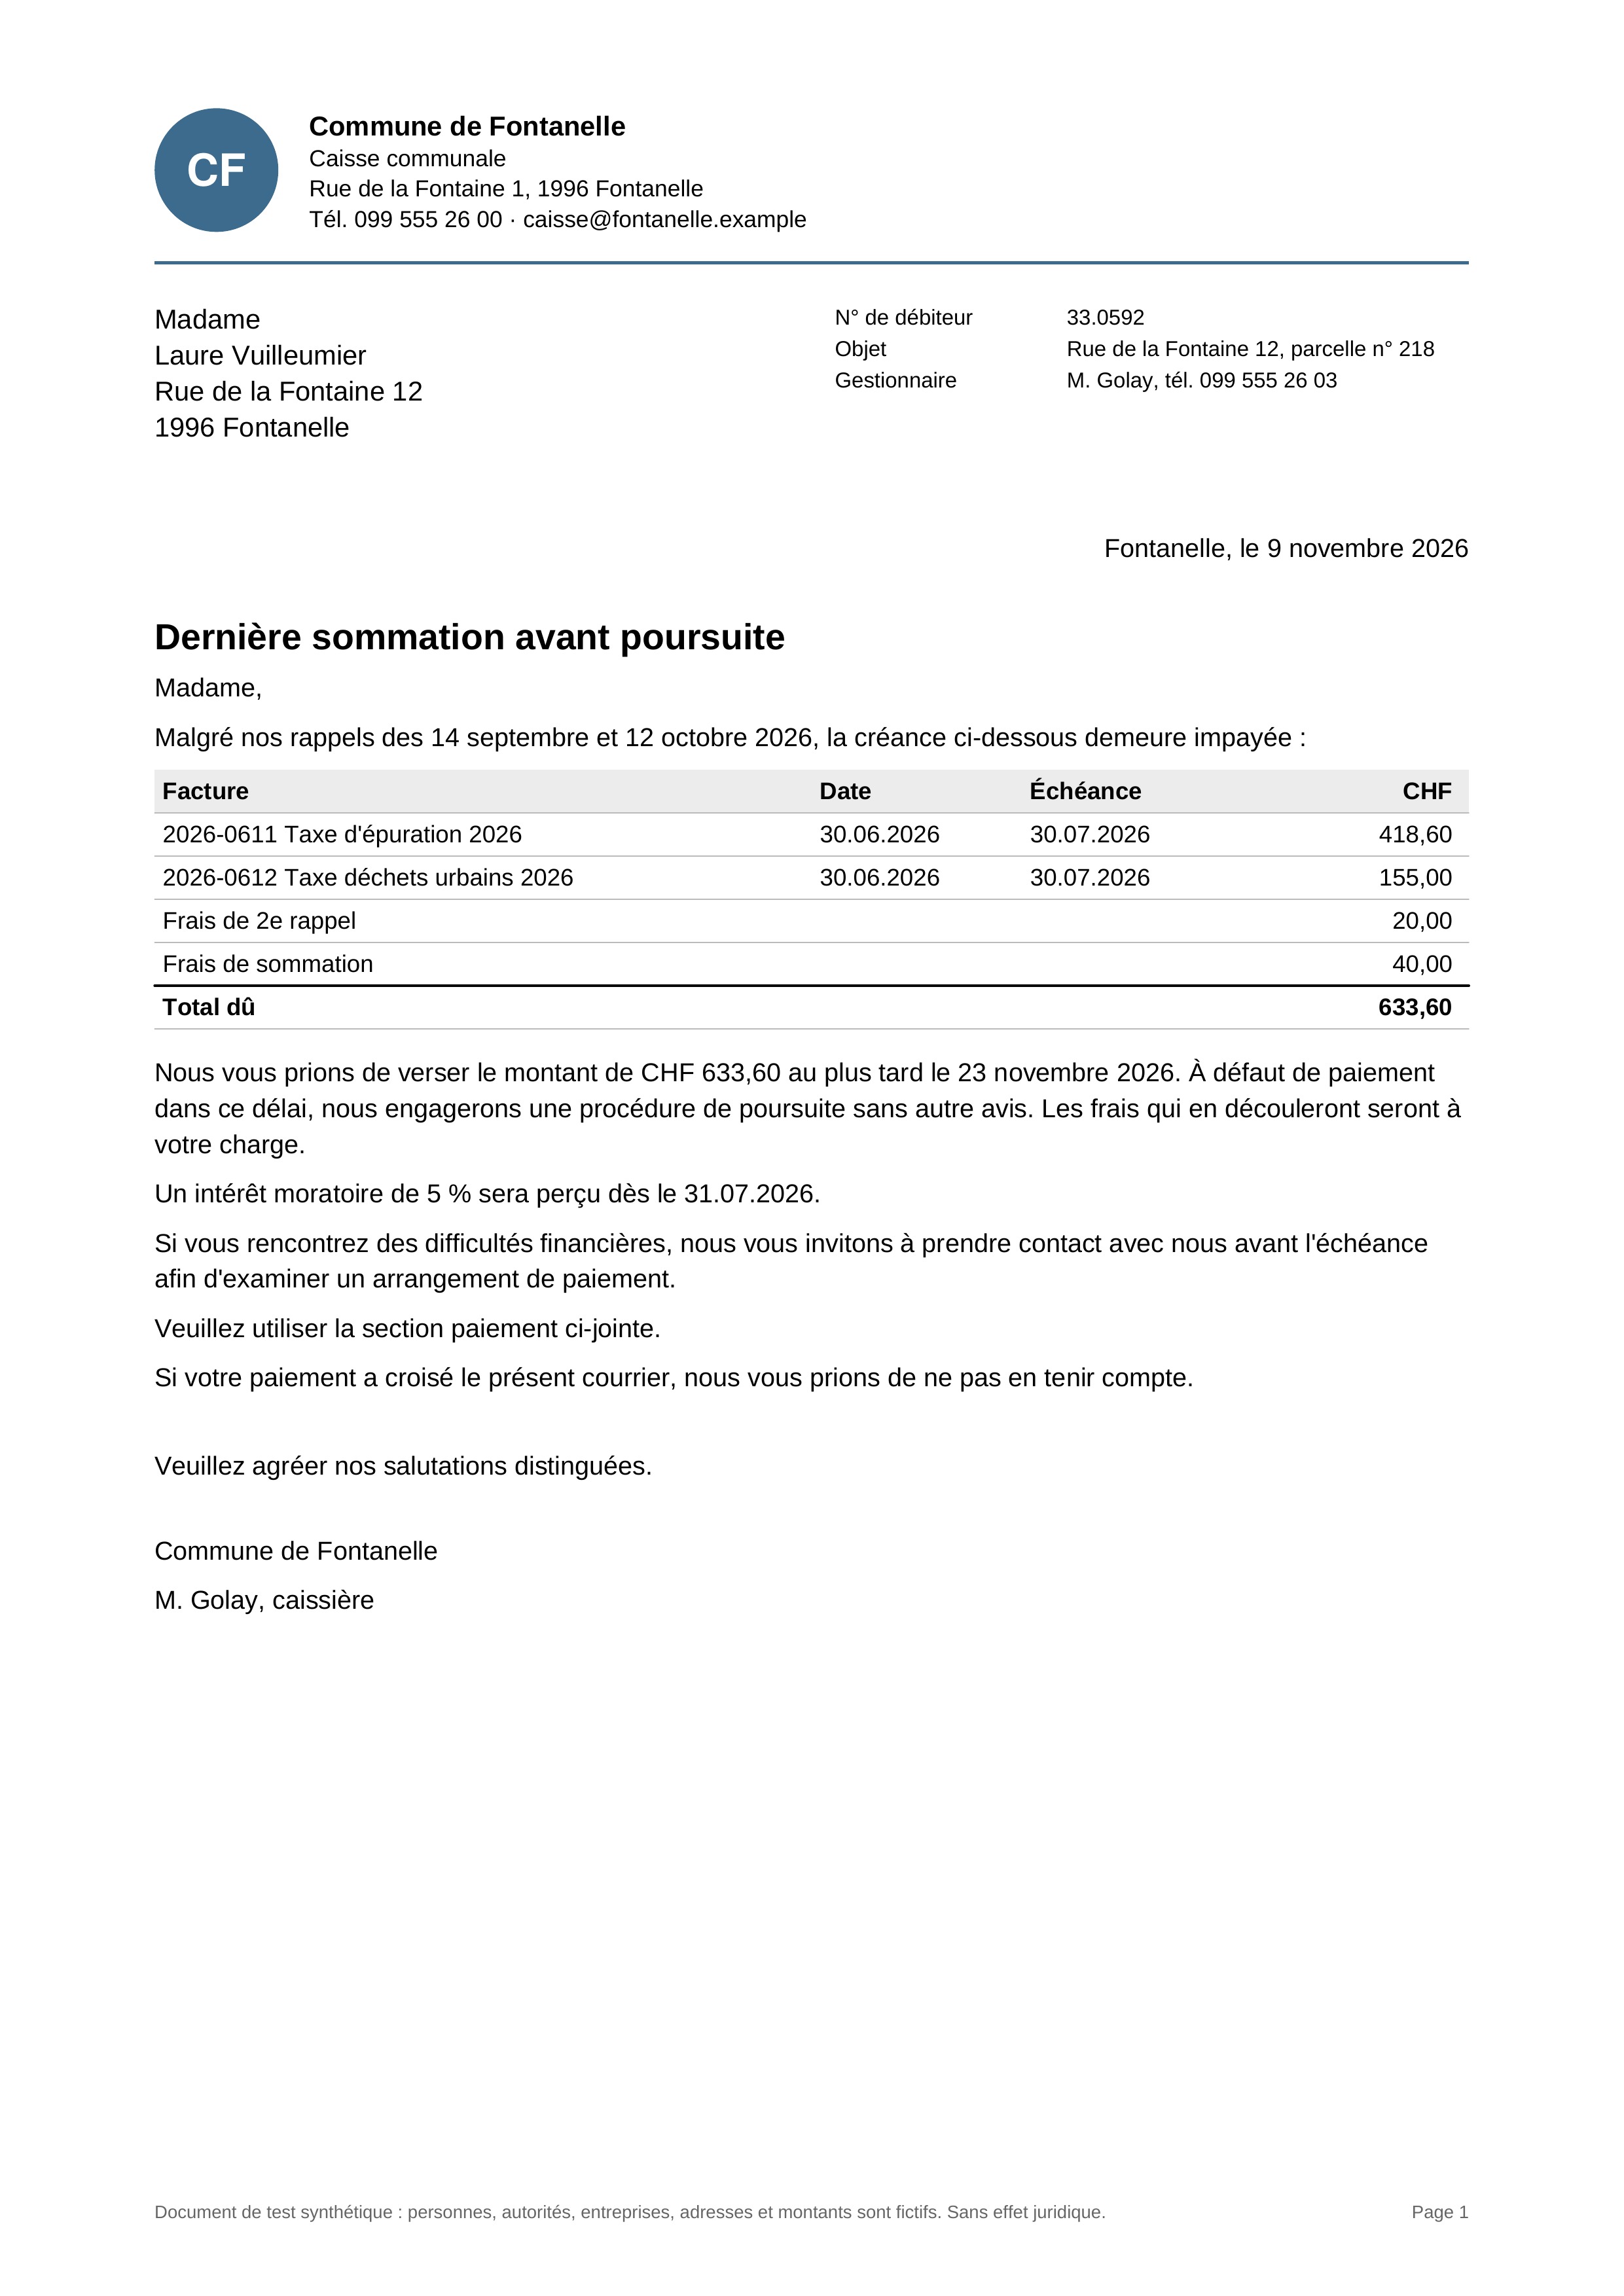 CF
Commune de Fontanelle
Caisse communale
Rue de la Fontaine 1, 1996 Fontanelle
Tél. 099 555 26 00 · caisse@fontanelle.example
Madame
Laure Vuilleumier
Rue de la Fontaine 12
1996 Fontanelle
N° de débiteur 33.0592
Objet Rue de la Fontaine 12, parcelle n° 218
Gestionnaire M. Golay, tél. 099 555 26 03
Fontanelle, le 9 novembre 2026
Dernière sommation avant poursuite
Madame,
Malgré nos rappels des 14 septembre et 12 octobre 2026, la créance ci-dessous demeure impayée :
Facture Date Échéance CHF
2026-0611 Taxe d'épuration 2026 30.06.2026 30.07.2026 418,60
2026-0612 Taxe déchets urbains 2026 30.06.2026 30.07.2026 155,00
Frais de 2e rappel 20,00
Frais de sommation 40,00
Total dû 633,60
Nous vous prions de verser le montant de CHF 633,60 au plus tard le 23 novembre 2026. À défaut de paiement
dans ce délai, nous engagerons une procédure de poursuite sans autre avis. Les frais qui en découleront seront à
votre charge.
Un intérêt moratoire de 5 % sera perçu dès le 31.07.2026.
Si vous rencontrez des difficultés financières, nous vous invitons à prendre contact avec nous avant l'échéance
afin d'examiner un arrangement de paiement.
Veuillez utiliser la section paiement ci-jointe.
Si votre paiement a croisé le présent courrier, nous vous prions de ne pas en tenir compte.
Veuillez agréer nos salutations distinguées.
Commune de Fontanelle
M. Golay, caissière
Document de test synthétique : personnes, autorités, entreprises, adresses et montants sont fictifs. Sans effet juridique. Page 1